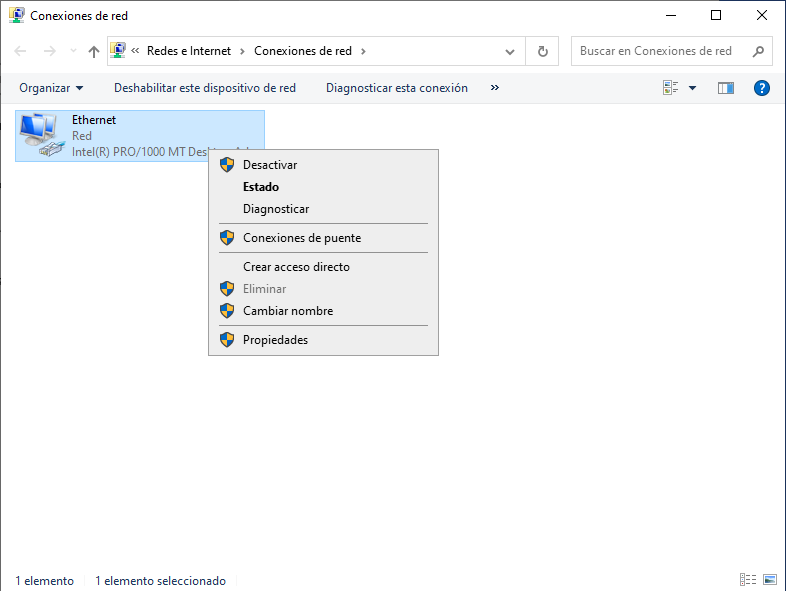 Conexiones de red
« Redes e Internet > Conexiones de red >
Buscar en Conexiones de red
Organizar
Deshabilitar este dispositivo de red
Diagnosticar esta conexión
»
?
Ethernet
Red
Intel(R) PRO/1000 MT
Desactivar
Estado
Diagnosticar
Conexiones de puente
Crear acceso directo
Eliminar
Cambiar nombre
Propiedades
1 elemento
1 elemento seleccionado